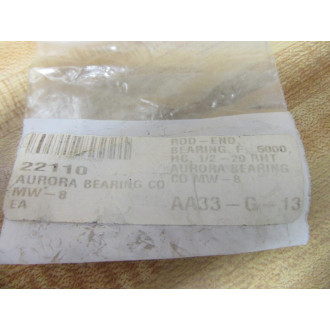 22110
AURORA BEARING CO
MW-8
EA
ROD-END,
BEARING, F, 5000,
HG, 1/2-20 RHT
AURORA BEARING
CO MW-8
AA33-G-13